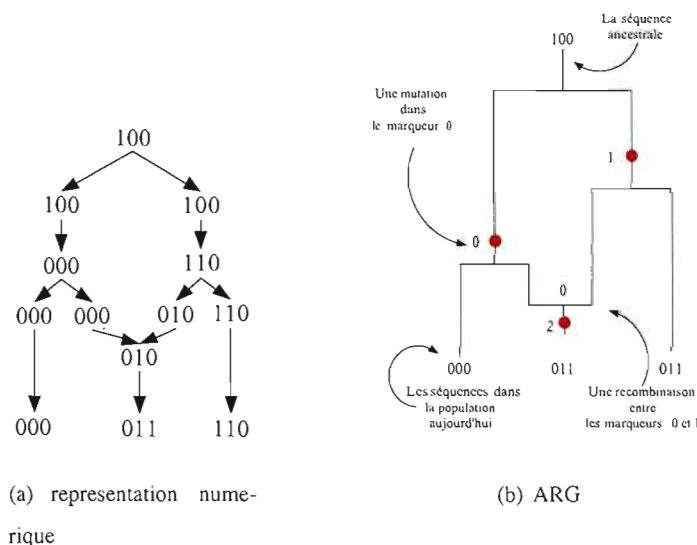 100
100 100
000 110
000 000 010 110
010
000 011 110
(a) representation nume-
rique
La séquence
ancestrale
100
Une mutation
dans
le marqueur 0
1
0
0
2
000 011 011
Les séquences dans
la population
aujourd'hui
Une recombinaison
entre
les marqueurs 0 et 1
(b) ARG